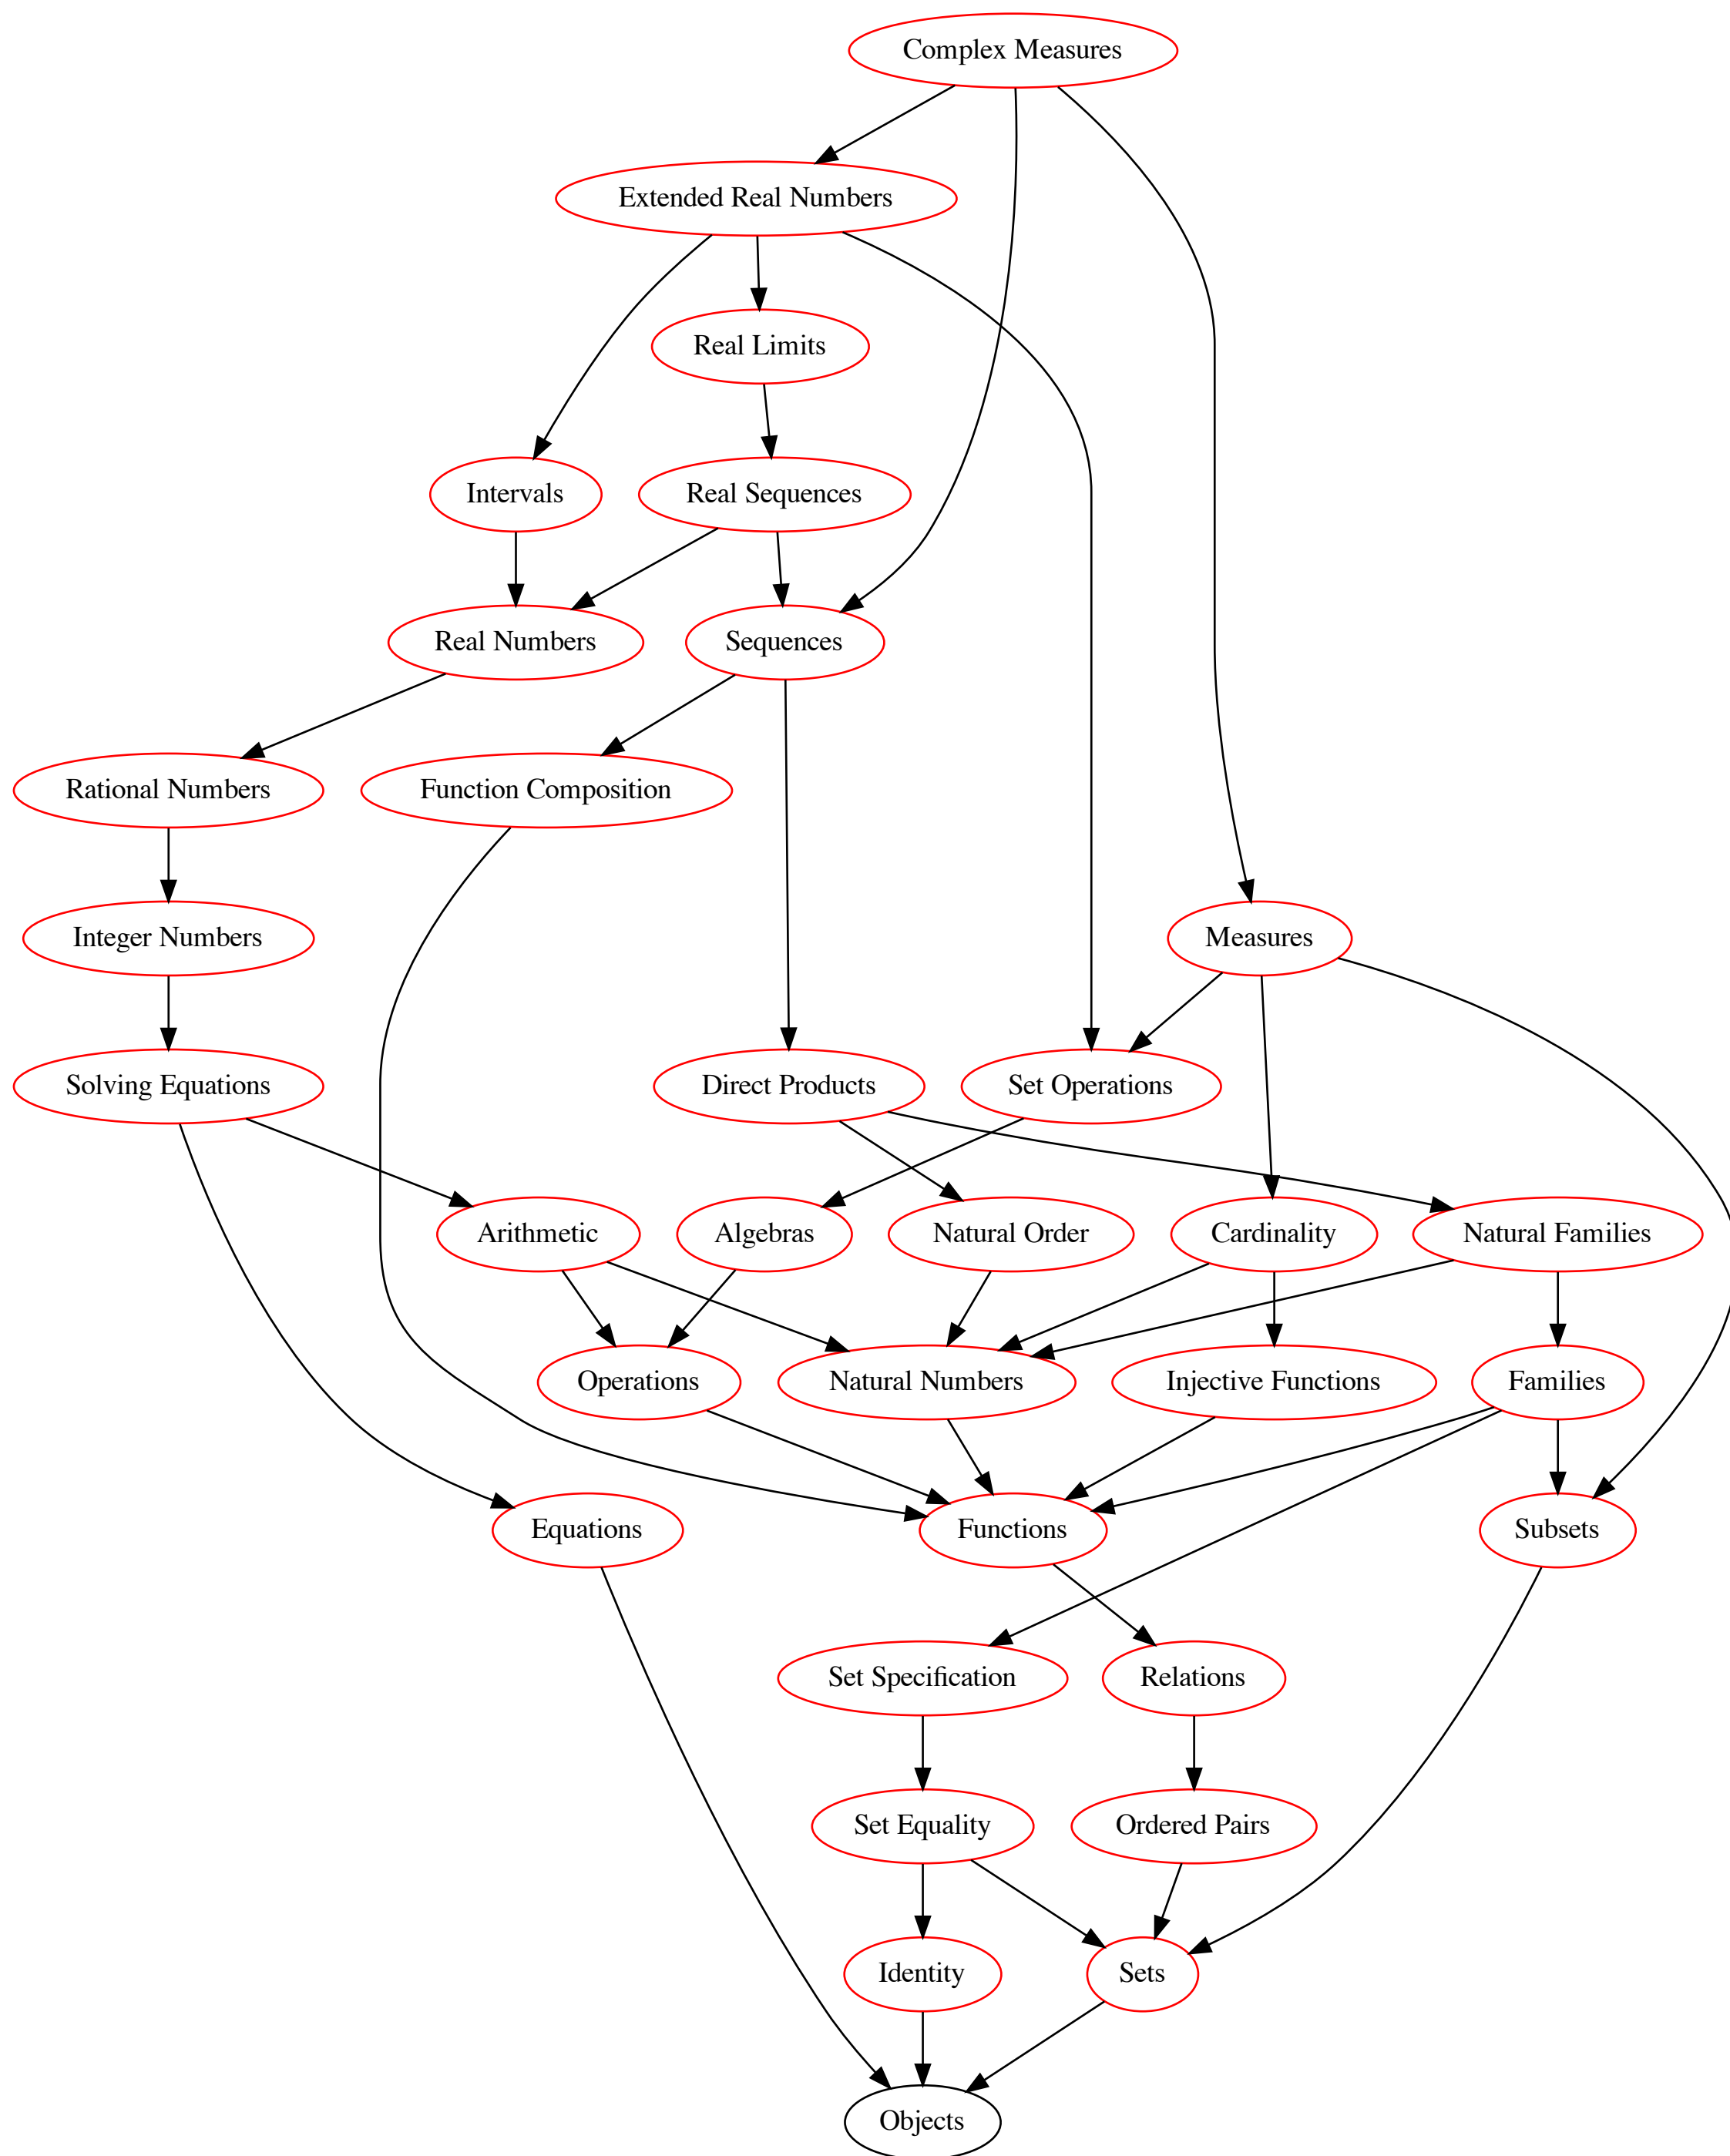 Complex Measures
Extended Real Numbers
Real Limits
Intervals
Real Sequences
Real Numbers
Sequences
Rational Numbers
Function Composition
Integer Numbers
Measures
Solving Equations
Direct Products
Set Operations
Arithmetic
Algebras
Natural Order
Cardinality
Natural Families
Operations
Natural Numbers
Injective Functions
Families
Equations
Functions
Subsets
Set Specification
Relations
Set Equality
Ordered Pairs
Identity
Sets
Objects